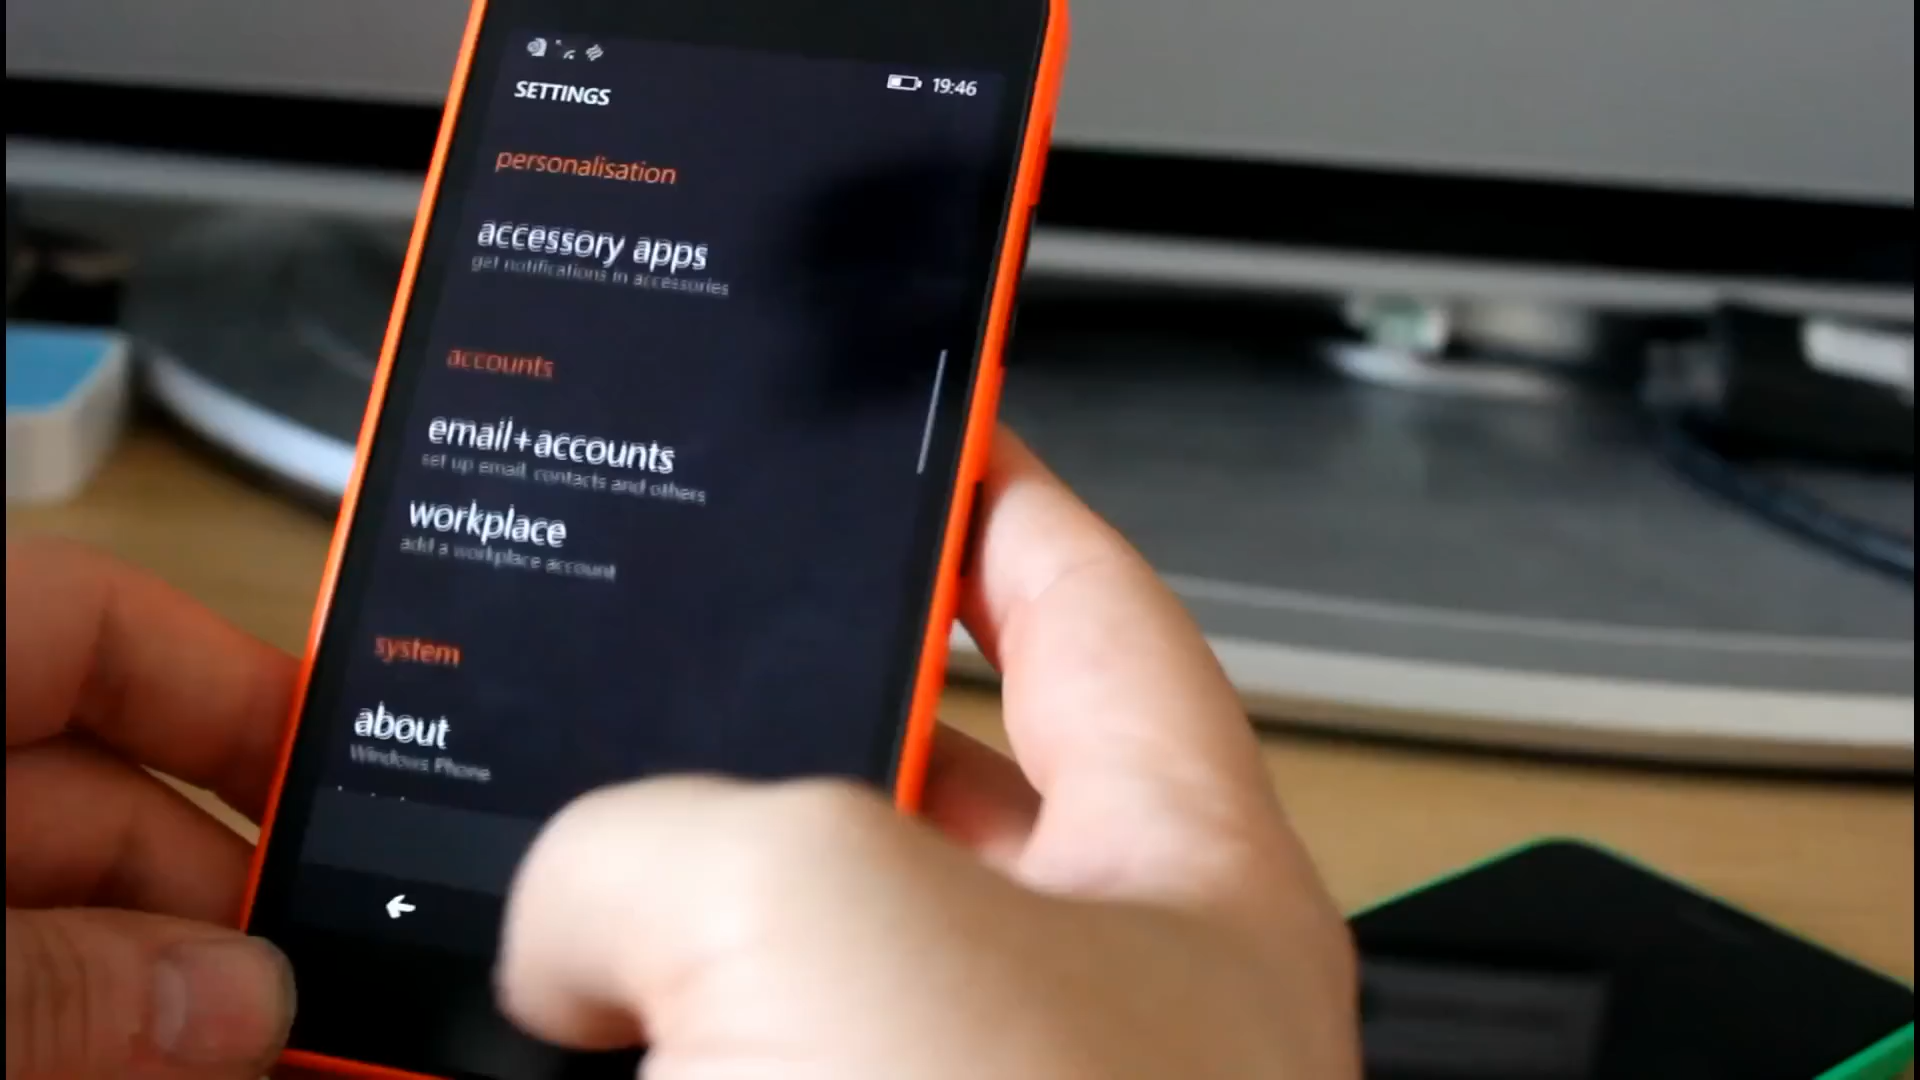 19:46
SETTINGS
personalisation
accessory apps
get notifications in accessories
accounts
email+accounts
set up email, contacts and others
workplace
add a workplace account
system
about
Windows Phone